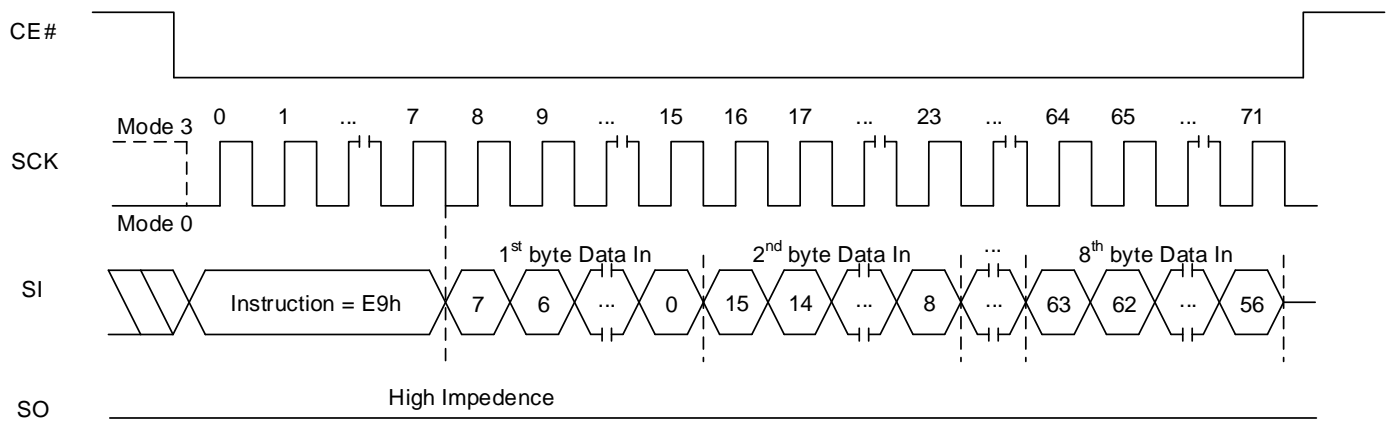 CE#
0 1 ... 7 8 9 ... 15 16 17 ... 23 ... 64 65 ... 71
Mode 3
SCK
Mode 0
1st byte Data In 2nd byte Data In ... 8th byte Data In
SI Instruction = E9h 7 6 ... 0 15 14 ... 8 ... 63 62 ... 56
High Impedence
SO